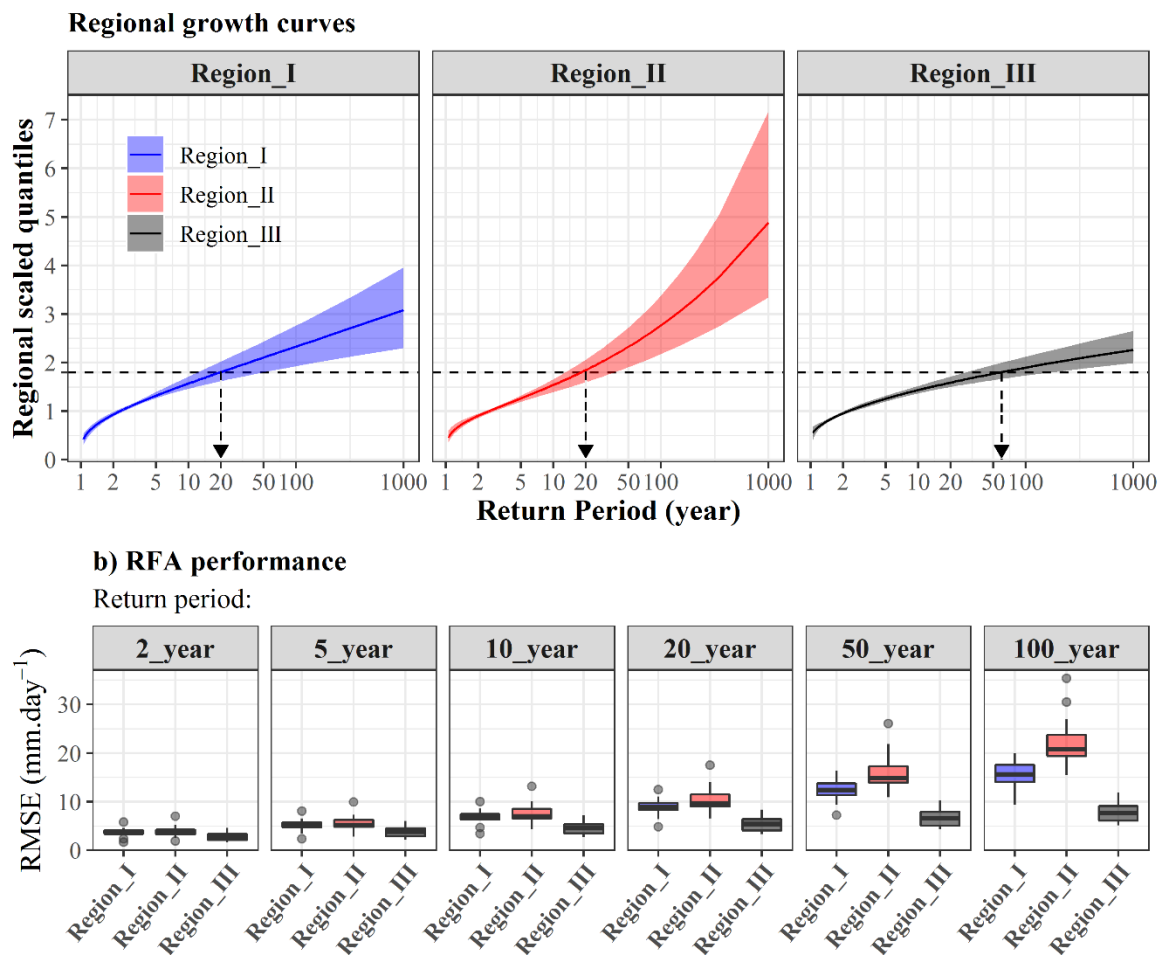 Regional growth curves
Region_I Region_II Region_III
Regional scaled quantiles
7
6
5
4
3
2
1
0
Region_I
Region_II
Region_III
1 2 5 10 20 50 100 1000 1 2 5 10 20 50 100 1000 1 2 5 10 20 50 100 1000
Return Period (year)
b) RFA performance
Return period:
2_year 5_year 10_year 20_year 50_year 100_year
RMSE (mm.day⁻¹)
30
20
10
0
Region_I Region_II Region_III Region_I Region_II Region_III Region_I Region_II Region_III Region_I Region_II Region_III Region_I Region_II Region_III Region_I Region_II Region_III